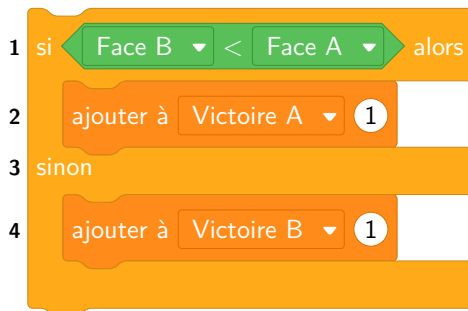 1 si Face B < Face A alors
2 ajouter à Victoire A 1
3 sinon
4 ajouter à Victoire B 1